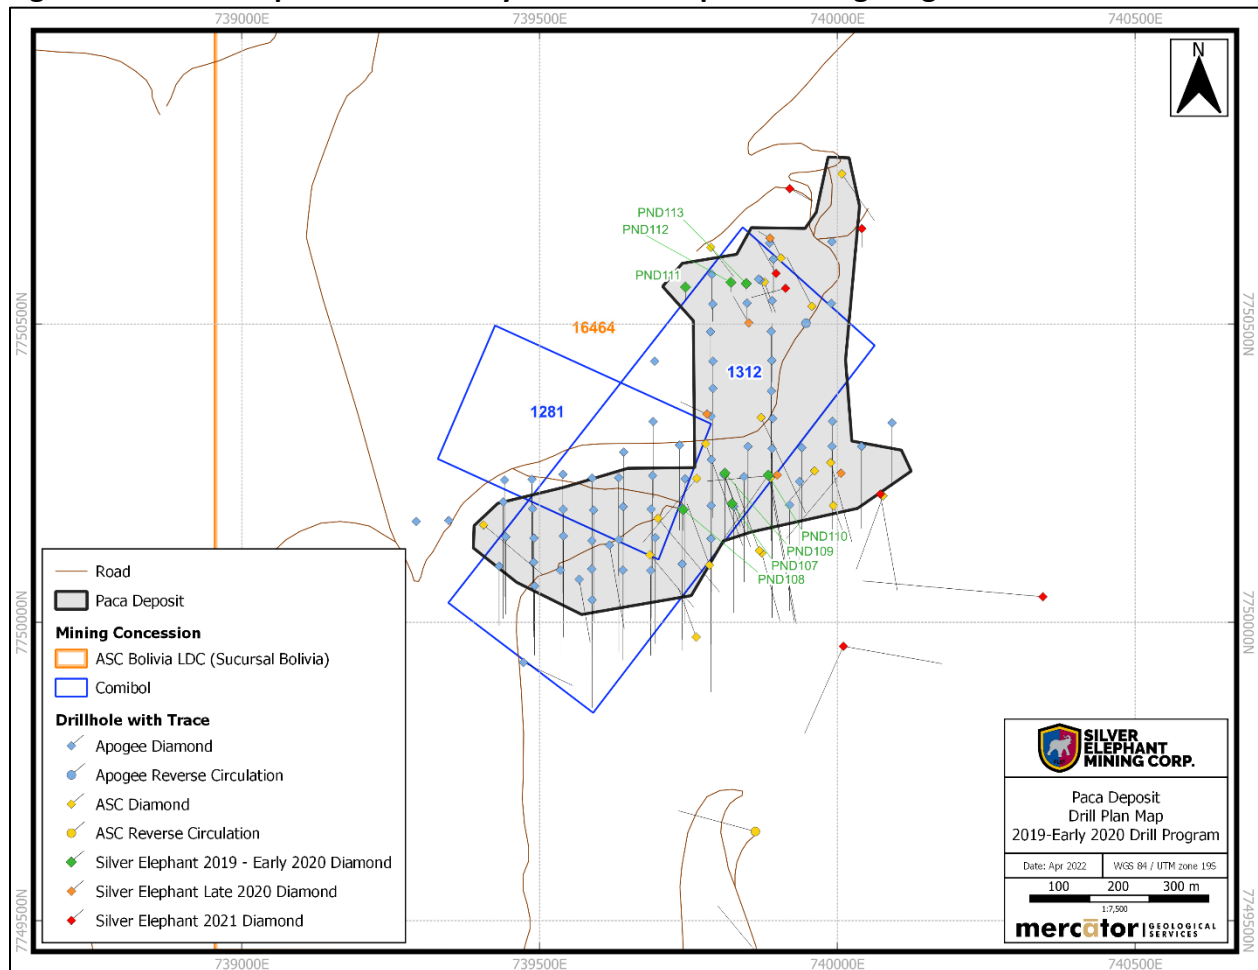 739000E
739500E
740000E
740500E
N
7750500N
7750500N
7750000N
7750000N
7749500N
7749500N
PND113
PND112
PND111
16464
1312
1281
PND110
PND109
PND107
PND108
Road
Paca Deposit
Mining Concession
ASC Bolivia LDC (Sucursal Bolivia)
Comibol
Drillhole with Trace
Apogee Diamond
Apogee Reverse Circulation
ASC Diamond
ASC Reverse Circulation
Silver Elephant 2019 - Early 2020 Diamond
Silver Elephant Late 2020 Diamond
Silver Elephant 2021 Diamond
SILVER
ELEPHANT
MINING CORP.
Paca Deposit
Drill Plan Map
2019-Early 2020 Drill Program
Date: Apr 2022
WGS 84 / UTM zone 19S
100 200 300 m
1:7,500
mercator GEOLOGICAL
SERVICES
739000E
739500E
740000E
740500E